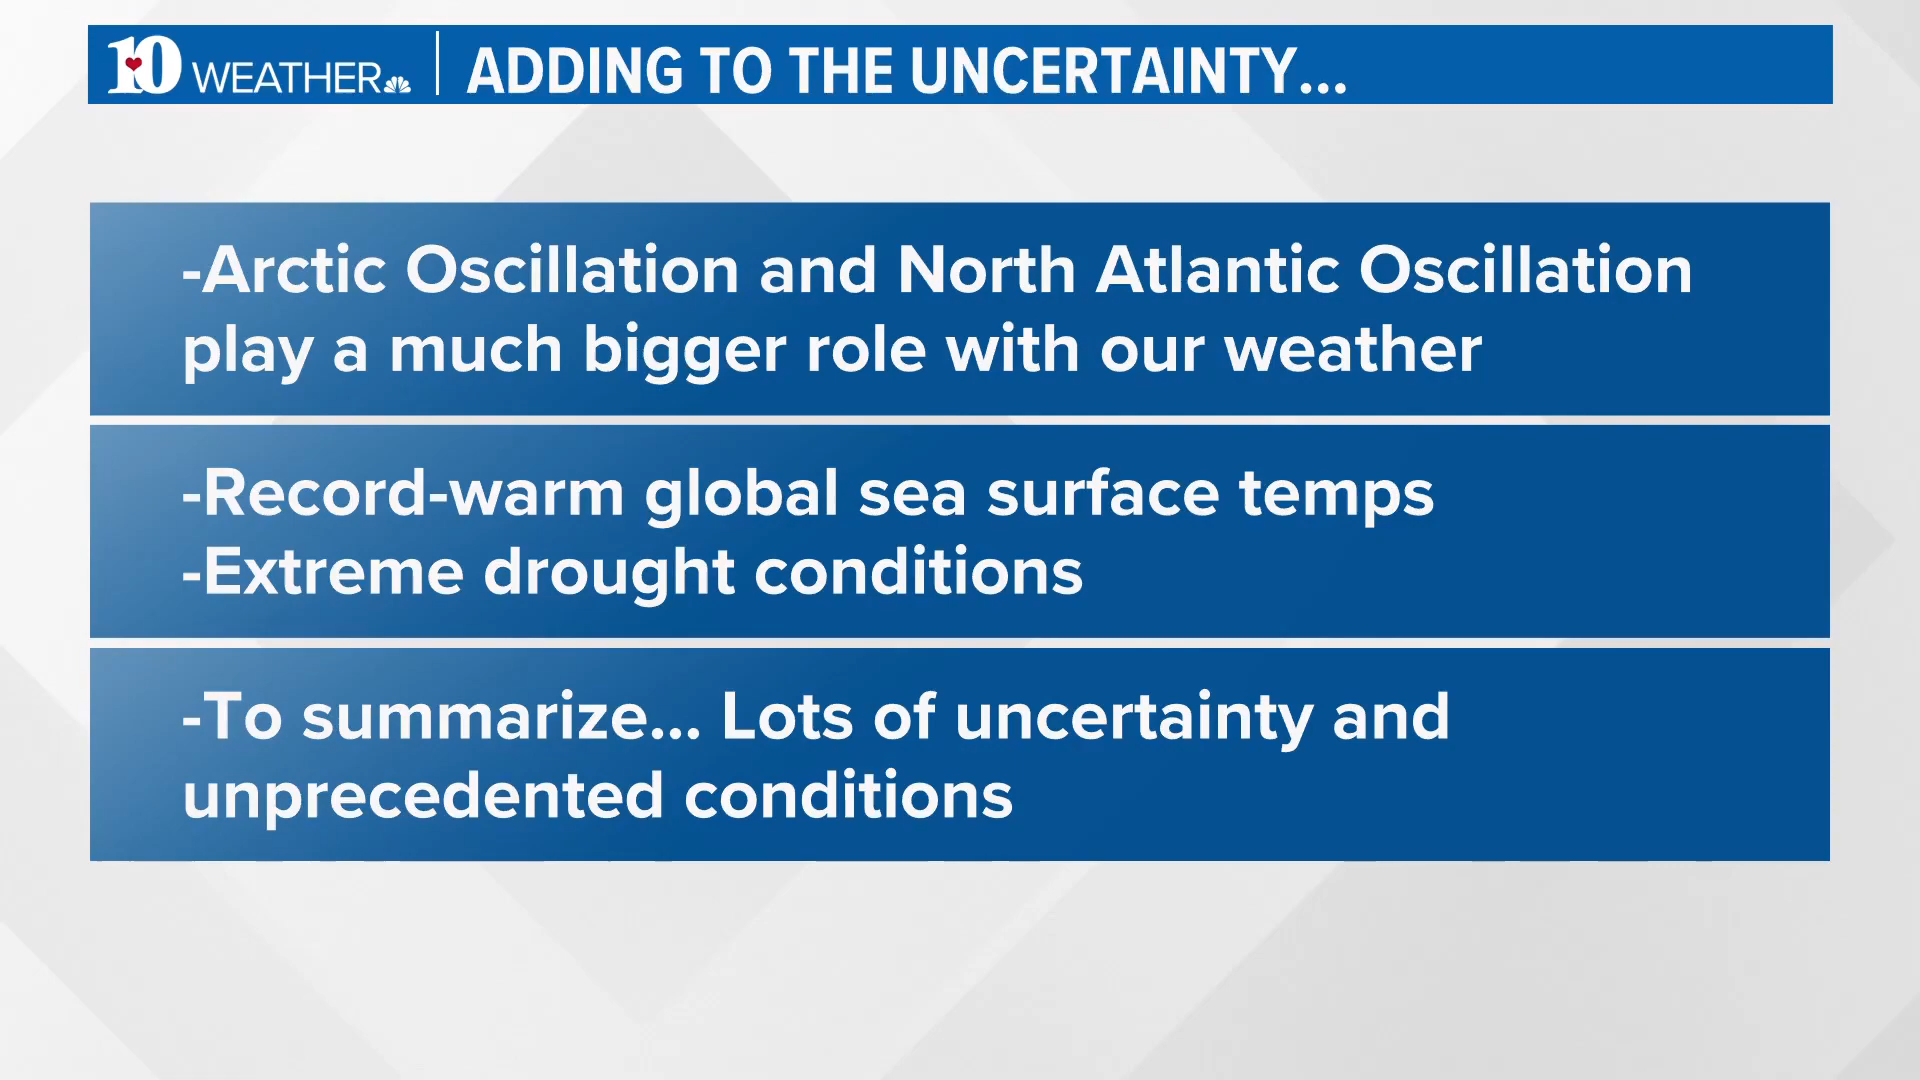 10 WEATHER ADDING TO THE UNCERTAINTY...
-Arctic Oscillation and North Atlantic Oscillation
play a much bigger role with our weather
-Record-warm global sea surface temps
-Extreme drought conditions
-To summarize... Lots of uncertainty and
unprecedented conditions